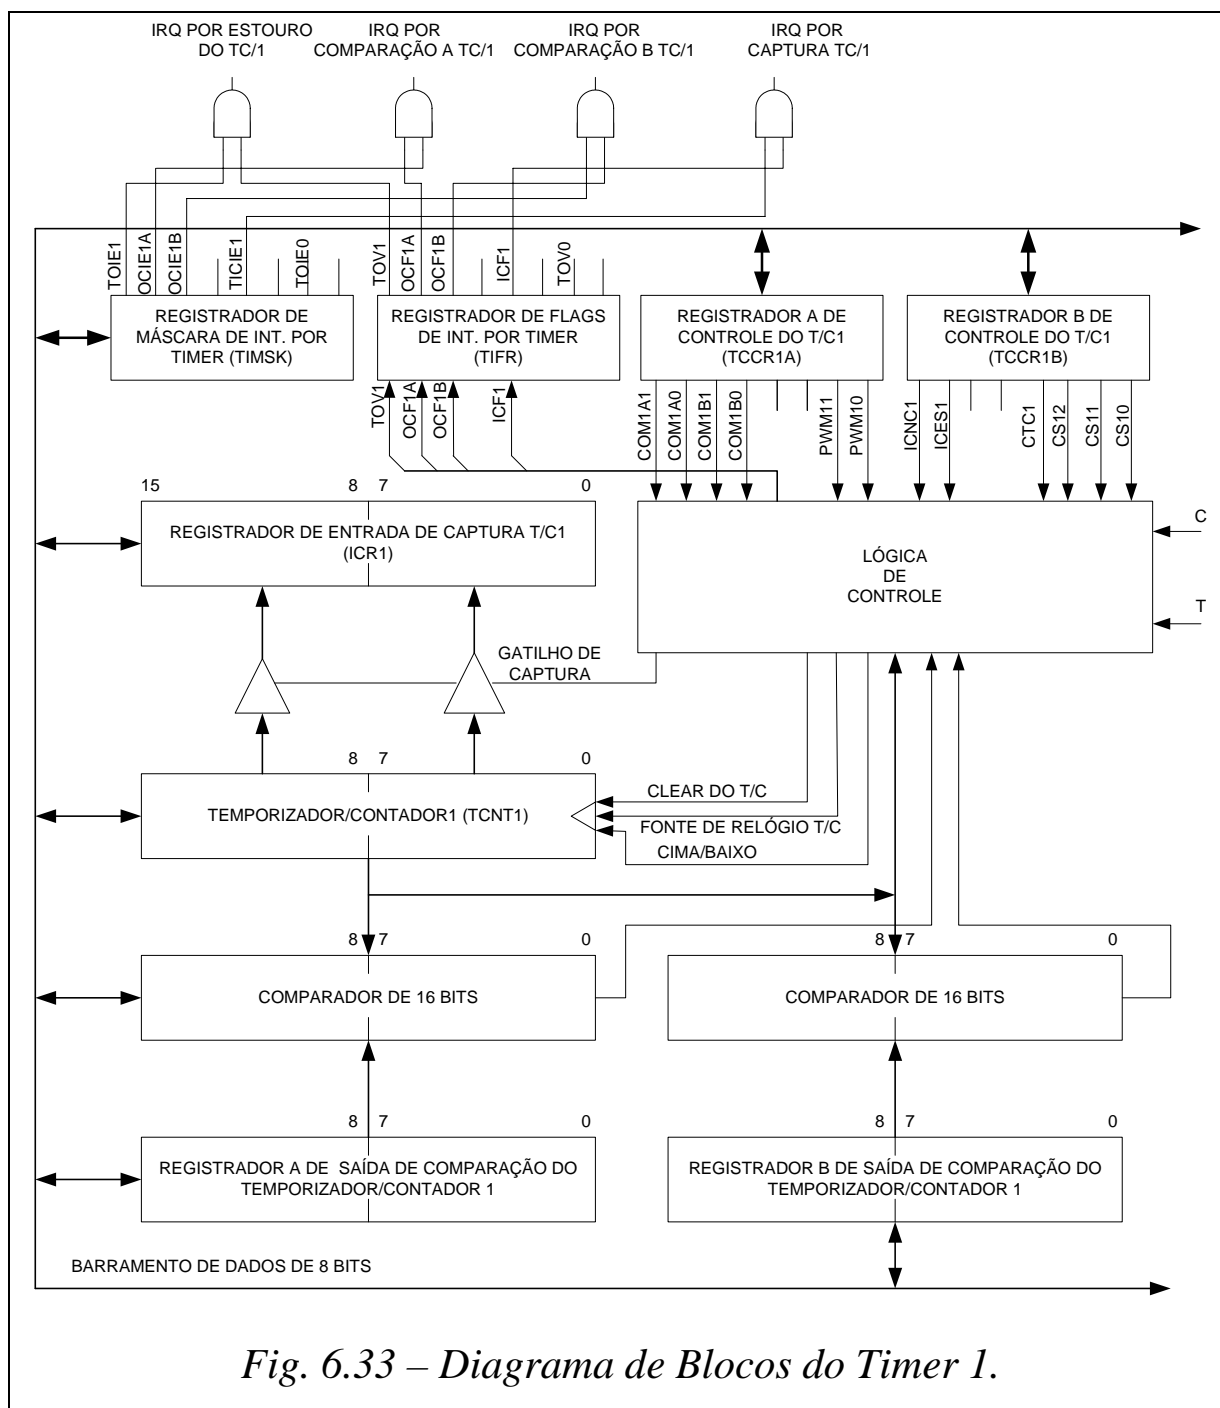 IRQ POR ESTOURO
DO TC/1
IRQ POR
COMPARAÇÃO A TC/1
IRQ POR
COMPARAÇÃO B TC/1
IRQ POR
CAPTURA TC/1
TOIE1
OCIE1A
OCIE1B
TICIE1
TOIE0
TOV1
OCF1A
OCF1B
ICF1
TOV0
REGISTRADOR DE
MÁSCARA DE INT. POR
TIMER (TIMSK)
REGISTRADOR DE FLAGS
DE INT. POR TIMER
(TIFR)
REGISTRADOR A DE
CONTROLE DO T/C1
(TCCR1A)
REGISTRADOR B DE
CONTROLE DO T/C1
(TCCR1B)
TOV1
OCF1A
OCF1B
ICF1
COM1A1
COM1A0
COM1B1
COM1B0
PWM11
PWM10
ICNC1
ICES1
CTC1
CS12
CS11
CS10
15 8 7 0
REGISTRADOR DE ENTRADA DE CAPTURA T/C1
(ICR1)
LÓGICA
DE
CONTROLE
C
T
GATILHO DE
CAPTURA
8 7 0
TEMPORIZADOR/CONTADOR1 (TCNT1)
CLEAR DO T/C
FONTE DE RELÓGIO T/C
CIMA/BAIXO
8 7 0
COMPARADOR DE 16 BITS
8 7 0
COMPARADOR DE 16 BITS
8 7 0
REGISTRADOR A DE SAÍDA DE COMPARAÇÃO DO
TEMPORIZADOR/CONTADOR 1
8 7 0
REGISTRADOR B DE SAÍDA DE COMPARAÇÃO DO
TEMPORIZADOR/CONTADOR 1
BARRAMENTO DE DADOS DE 8 BITS
Fig. 6.33 – Diagrama de Blocos do Timer 1.